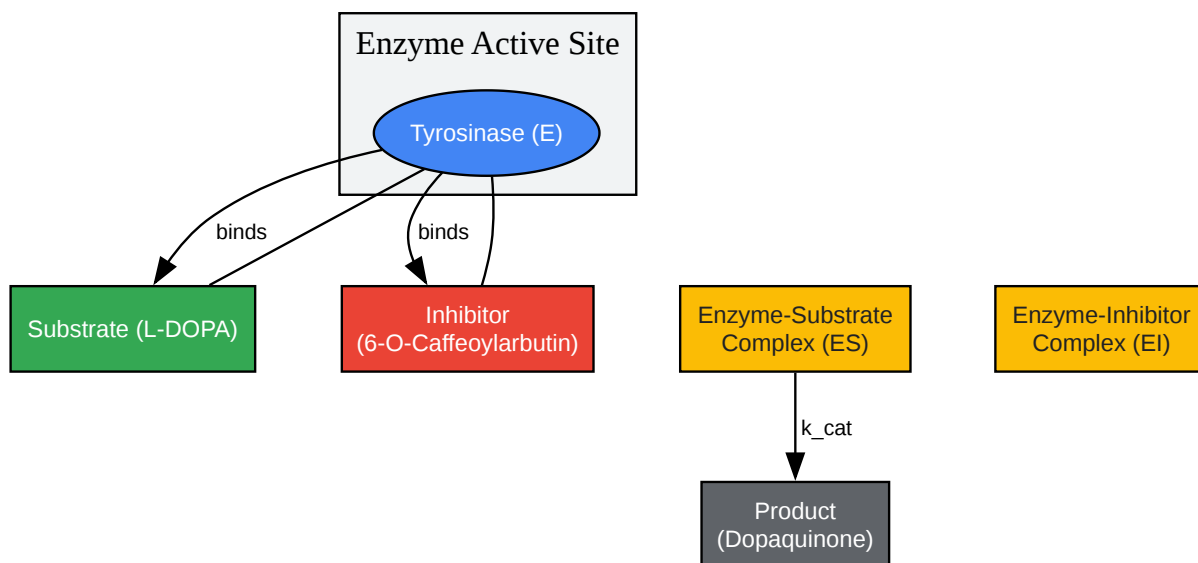 Enzyme Active Site
Tyrosinase (E)
binds
binds
Substrate (L-DOPA)
Inhibitor
(6-O-Caffeoylarbutin)
Enzyme-Substrate
Complex (ES)
Enzyme-Inhibitor
Complex (EI)
k_cat
Product
(Dopaquinone)